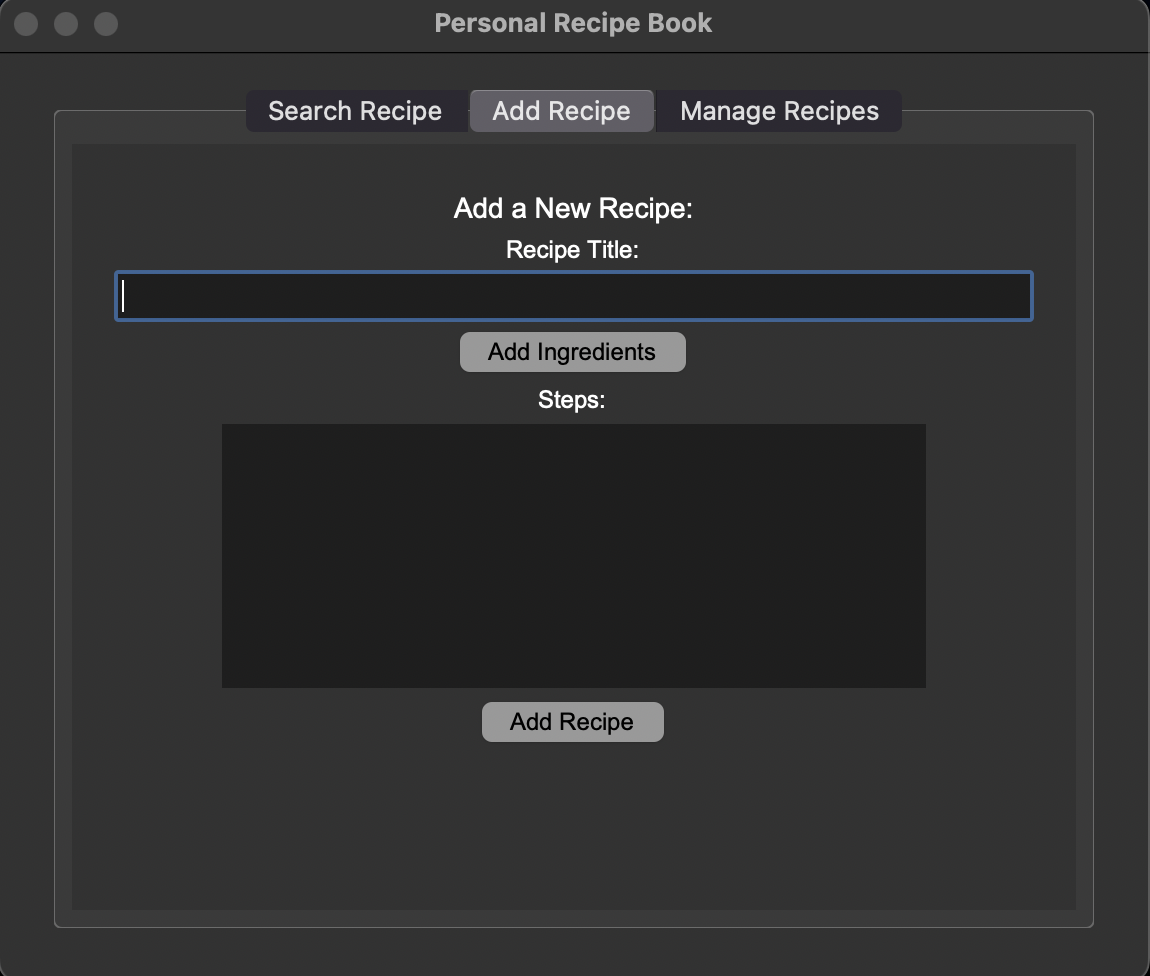 Personal Recipe Book
Search Recipe Add Recipe Manage Recipes
Add a New Recipe:
Recipe Title:
Add Ingredients
Steps:
Add Recipe